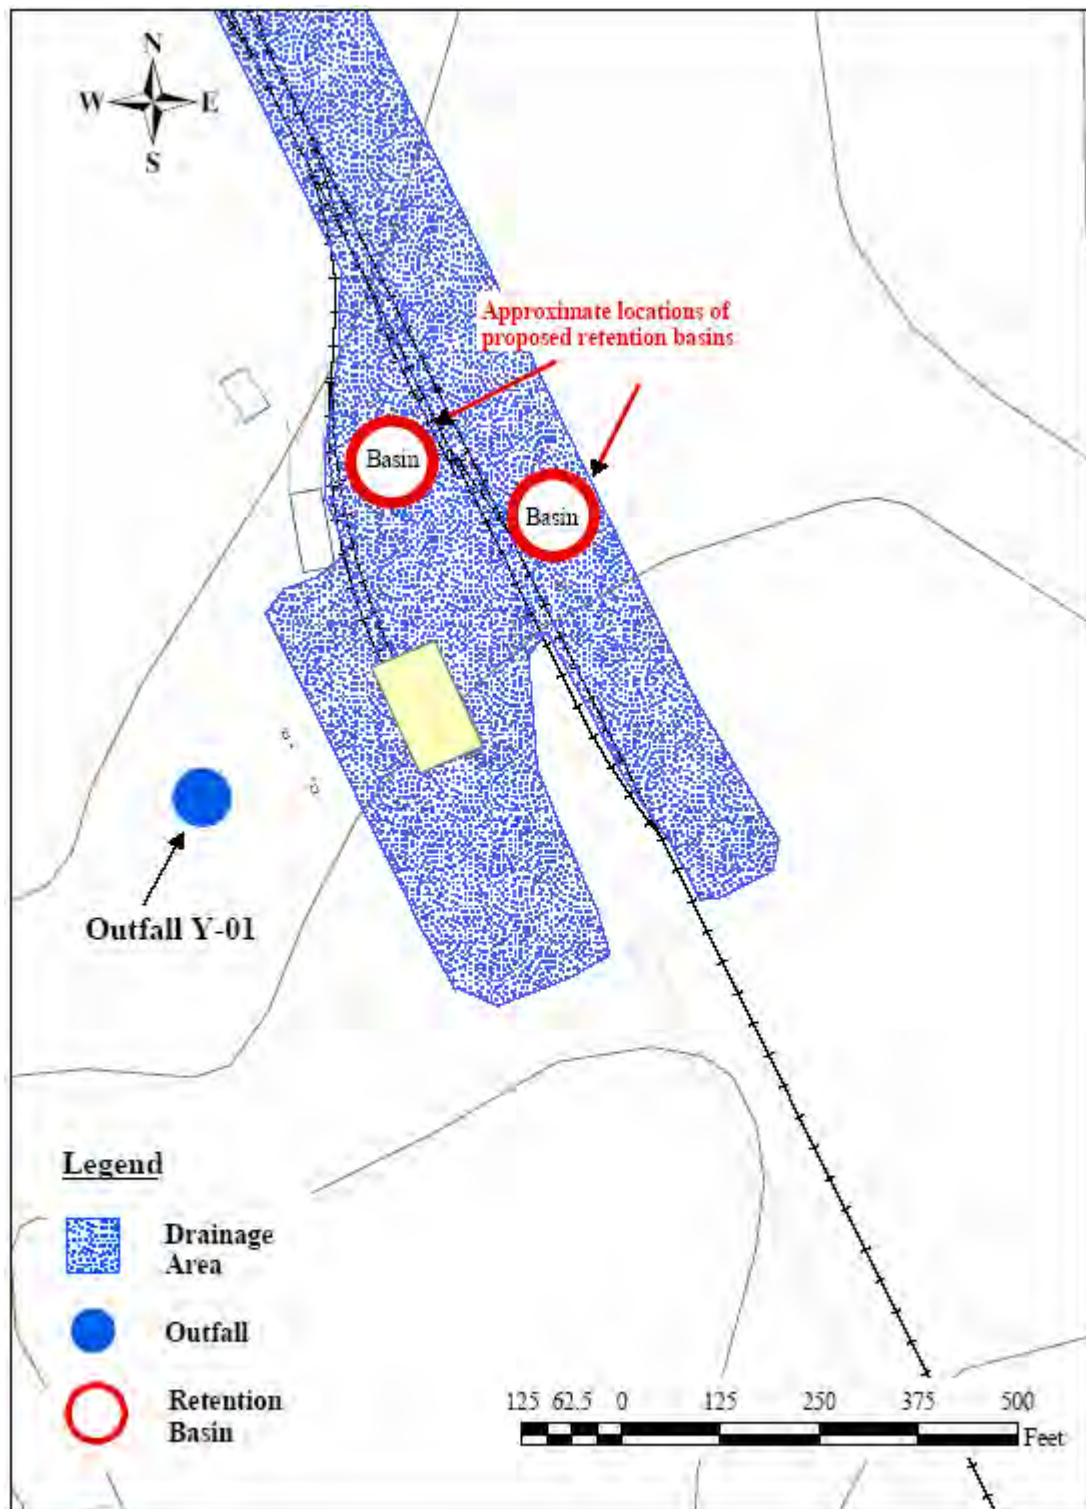 N
W E
S
Approximate locations of
proposed retention basins
Basin
Basin
Outfall Y-01
Legend
Drainage
Area
Outfall
Retention
Basin
125 62.5 0 125 250 375 500
Feet